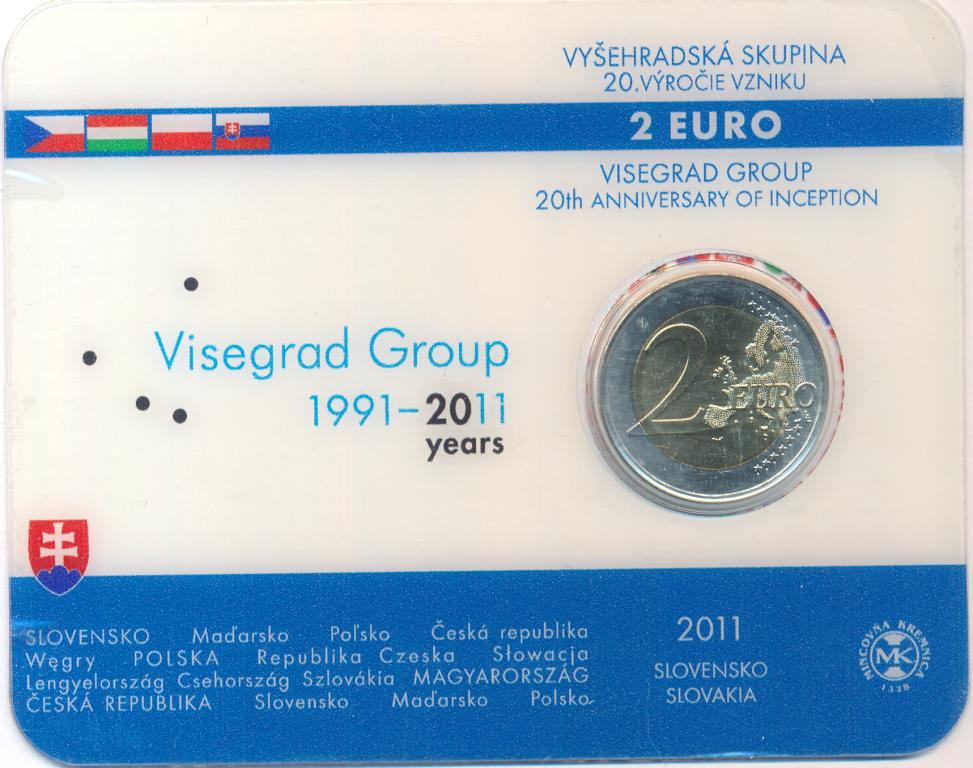 VYŠEHRADSKÁ SKUPINA
20.VÝROČIE VZNIKU
2 EURO
VISEGRAD GROUP
20th ANNIVERSARY OF INCEPTION
2 EURO
Visegrad Group
1991–2011
years
SLOVENSKO Maďarsko Poľsko Česká republika
Węgry POLSKA Republika Czeska Słowacja
Lengyelország Csehország Szlovákia MAGYARORSZÁG
ČESKÁ REPUBLIKA Slovensko Maďarsko Polsko
2011
SLOVENSKO
SLOVAKIA
MINCOVŇA KREMNICA
MK
1328